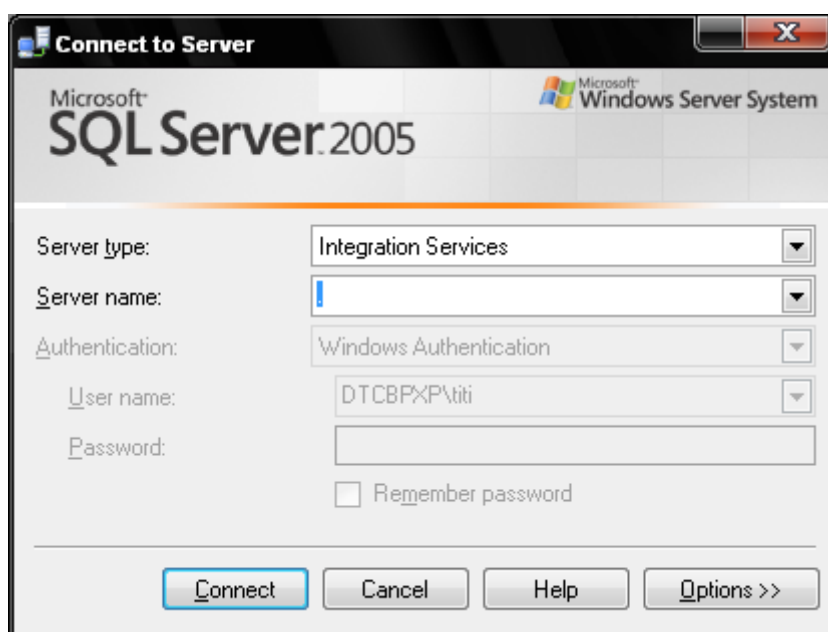 Connect to Server
Microsoft
SQL Server 2005
Microsoft
Windows Server System
Server type:
Integration Services
Server name:
.
Authentication:
Windows Authentication
User name:
DTCBPXP\titi
Password:
Remember password
Connect
Cancel
Help
Options >>